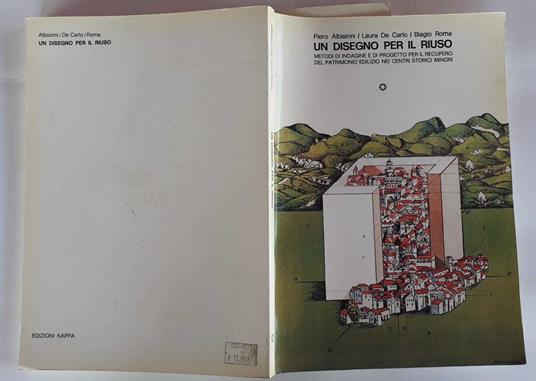 Albisinni/De Carlo/Roma
UN DISEGNO PER IL RIUSO
EDIZIONI KAPPA
Piero Albisinni / Laura De Carlo / Biagio Roma
UN DISEGNO PER IL RIUSO
METODI DI INDAGINE E DI PROGETTO PER IL RECUPERO
DEL PATRIMONIO EDILIZIO NEI CENTRI STORICI MINORI